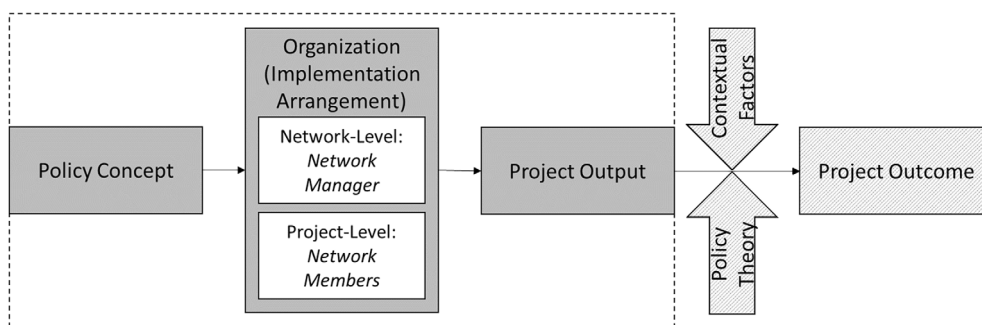 Policy Concept
Organization
(Implementation
Arrangement)
Network-Level:
Network
Manager
Project-Level:
Network
Members
Project Output
Contextual
Factors
Policy
Theory
Project Outcome